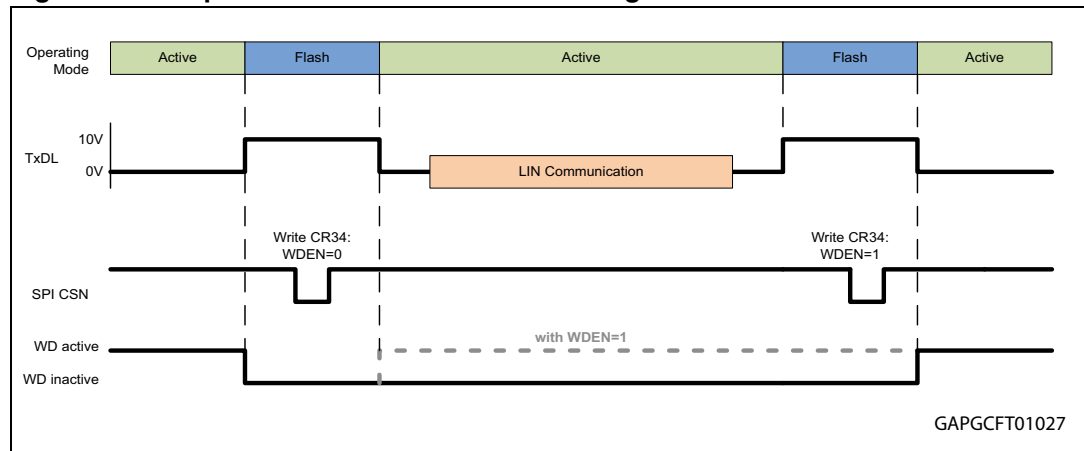 Operating
Mode
Active
Flash
Active
Flash
Active
10V
TxDL
0V
LIN Communication
Write CR34:
WDEN=0
Write CR34:
WDEN=1
SPI CSN
with WDEN=1
WD active
WD inactive
GAPGCFT01027